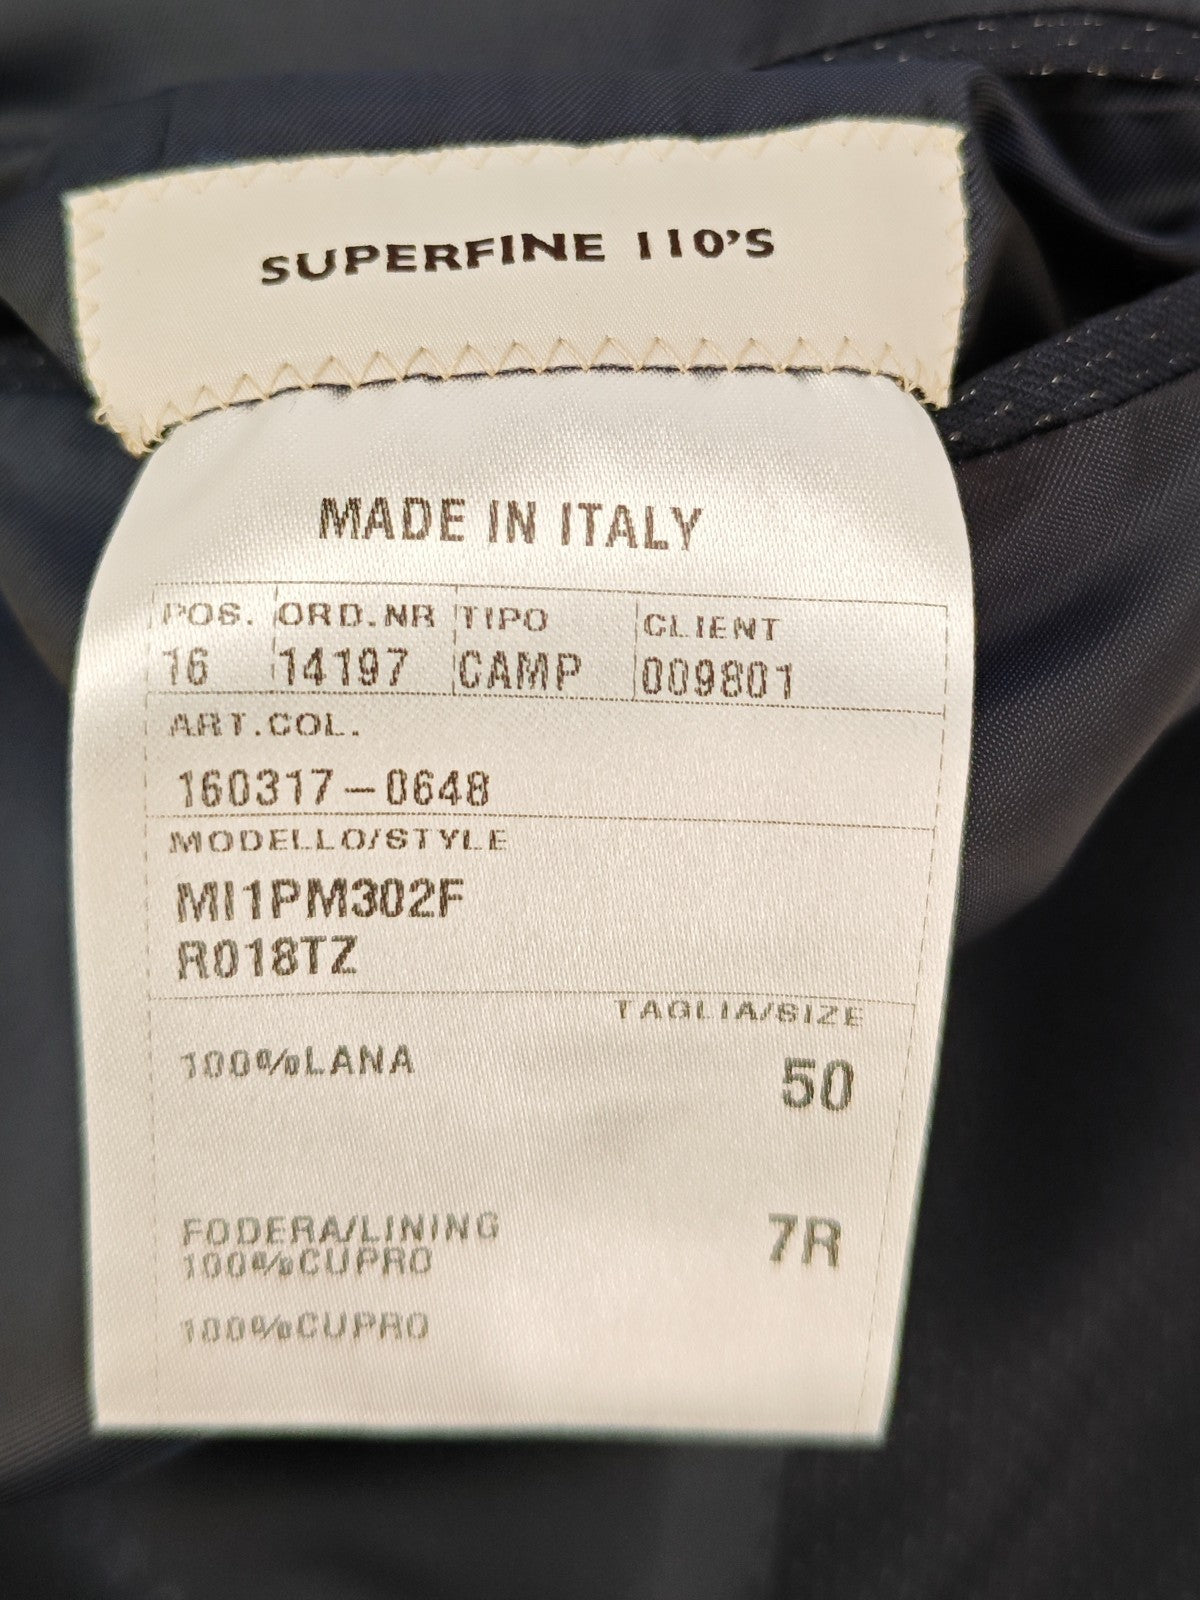 SUPERFINE 110'S
MADE IN ITALY
POS. ORD.NR TIPO CLIENT
16 14197 CAMP 009801
ART.COL.
160317-0648
MODELLO/STYLE
MI1PM302F
R018TZ
TAGLIA/SIZE
100%LANA 50
FODERA/LINING 7R
100%CUPRO
100%CUPRO